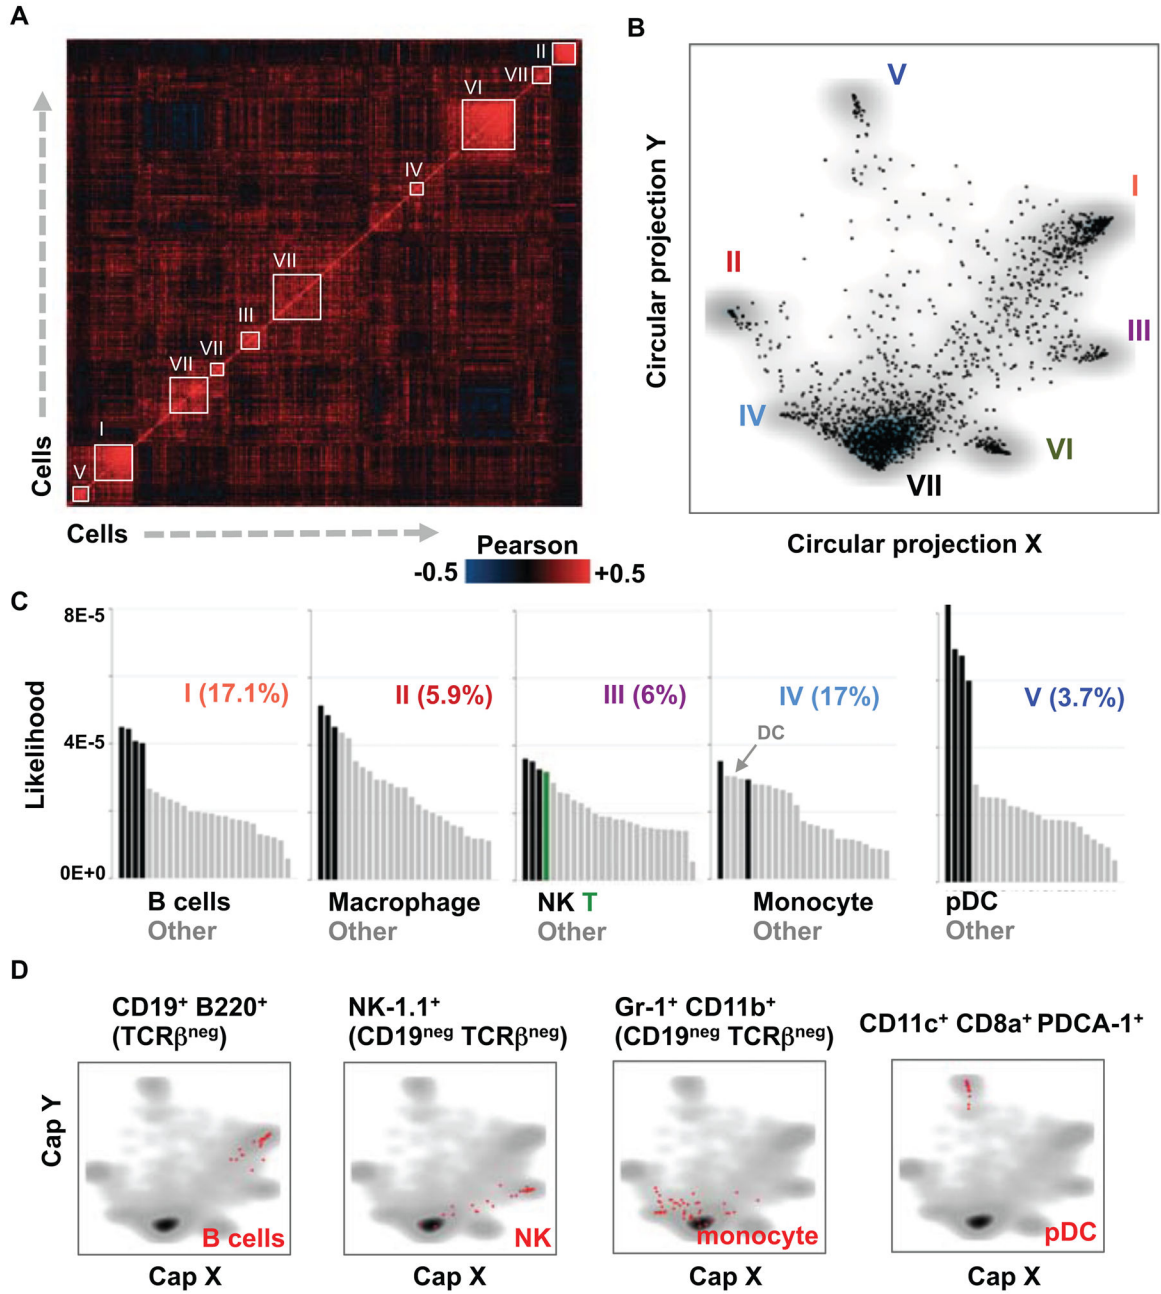 A
II
VII
VI
IV
VII
III
VII
VII
I
V
Cells
Cells
Pearson
-0.5
+0.5
B
V
I
II
III
IV
VI
VII
Circular projection Y
Circular projection X
C
8E-5
4E-5
0E+0
Likelihood
I (17.1%)
II (5.9%)
III (6%)
IV (17%)
V (3.7%)
DC
B cells
Other
Macrophage
Other
NK T
Other
Monocyte
Other
pDC
Other
D
CD19⁺ B220⁺
(TCRβⁿᵉᵍ)
NK-1.1⁺
(CD19ⁿᵉᵍ TCRβⁿᵉᵍ)
Gr-1⁺ CD11b⁺
(CD19ⁿᵉᵍ TCRβⁿᵉᵍ)
CD11c⁺ CD8a⁺ PDCA-1⁺
Cap Y
B cells
NK
monocyte
pDC
Cap X
Cap X
Cap X
Cap X